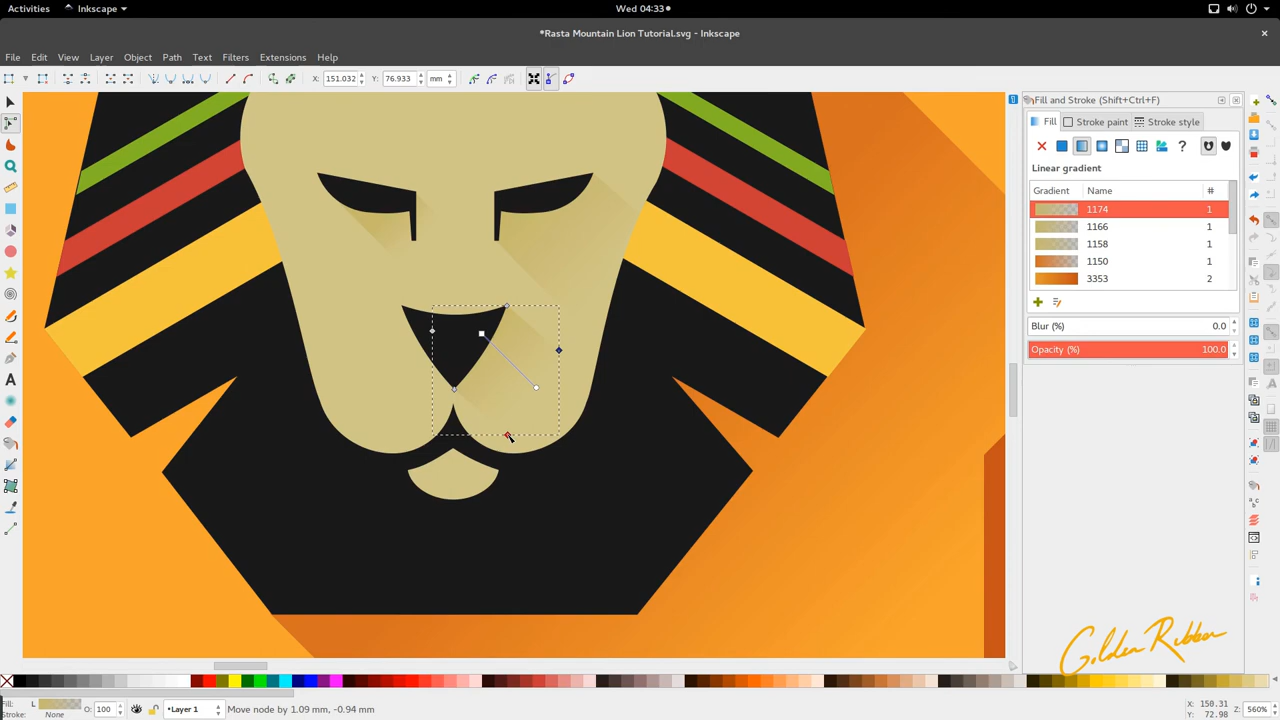 Activities
Inkscape
Wed 04:33
*Rasta Mountain Lion Tutorial.svg - Inkscape
File Edit View Layer Object Path Text Filters Extensions Help
X: 151.032 Y: 76.933 mm
Fill and Stroke (Shift+Ctrl+F)
Fill Stroke paint Stroke style
Linear gradient
Gradient Name #
1174 1
1166 1
1158 1
1150 1
3353 2
Blur (%) 0.0
Opacity (%) 100.0
Golden Ribbon
Fill: L
Stroke: None
O: 100
•Layer 1
Move node by 1.09 mm, -0.94 mm
X: 150.31
Y: 72.98
Z: 560%